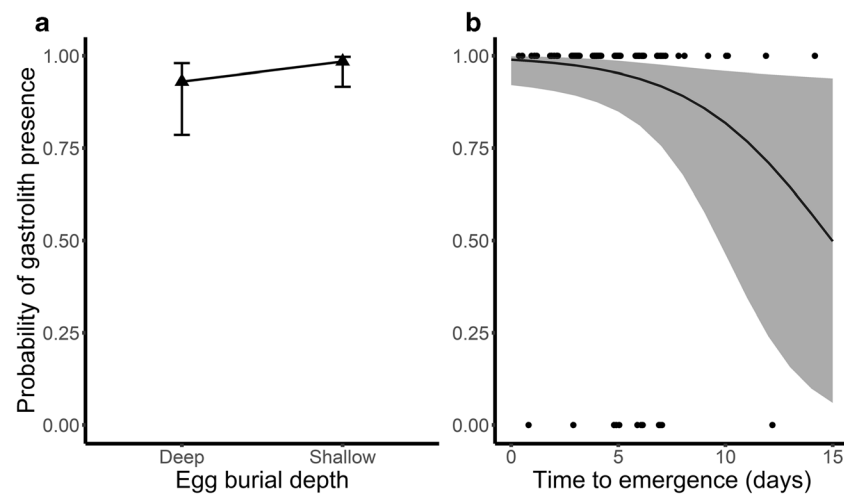 a
b
Probability of gastrolith presence
1.00
0.75
0.50
0.25
0.00
Deep
Shallow
Egg burial depth
1.00
0.75
0.50
0.25
0.00
0
5
10
15
Time to emergence (days)